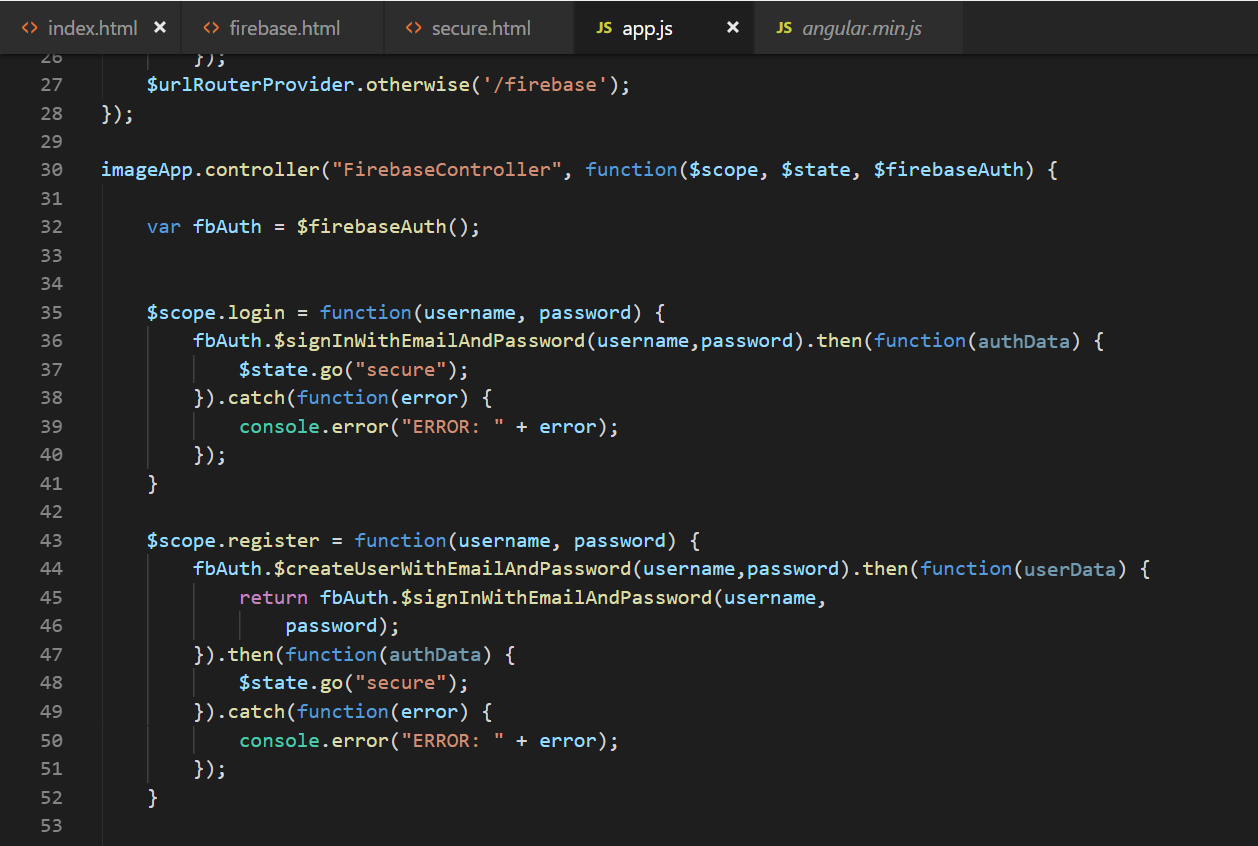 <> index.html × <> firebase.html <> secure.html JS app.js × JS angular.min.js
26 });
27 $urlRouterProvider.otherwise('/firebase');
28 });
29
30 imageApp.controller("FirebaseController", function($scope, $state, $firebaseAuth) {
31
32 var fbAuth = $firebaseAuth();
33
34
35 $scope.login = function(username, password) {
36 fbAuth.$signInWithEmailAndPassword(username,password).then(function(authData) {
37 $state.go("secure");
38 }).catch(function(error) {
39 console.error("ERROR: " + error);
40 });
41 }
42
43 $scope.register = function(username, password) {
44 fbAuth.$createUserWithEmailAndPassword(username,password).then(function(userData) {
45 return fbAuth.$signInWithEmailAndPassword(username,
46 password);
47 }).then(function(authData) {
48 $state.go("secure");
49 }).catch(function(error) {
50 console.error("ERROR: " + error);
51 });
52 }
53